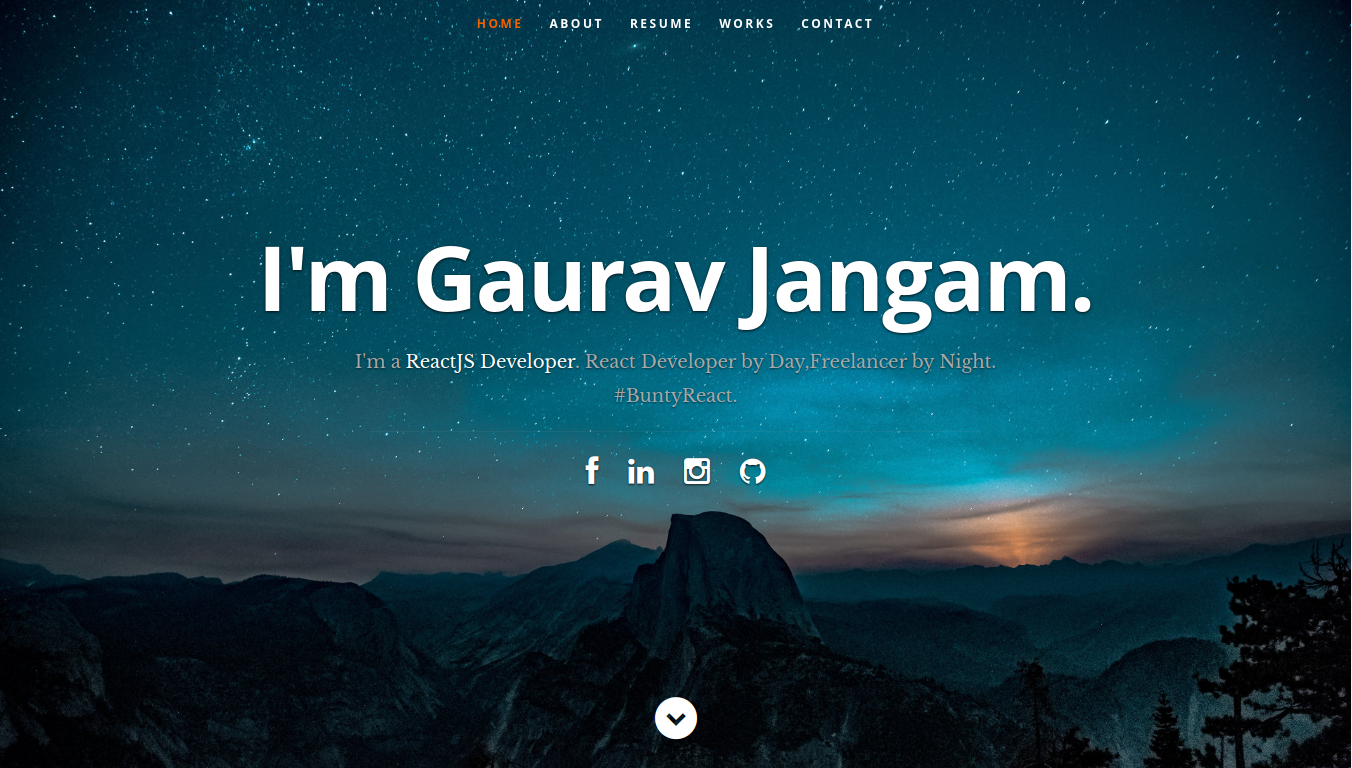 HOME ABOUT RESUME WORKS CONTACT
I'm Gaurav Jangam.
I'm a ReactJS Developer. React Developer by Day,Freelancer by Night.
#BuntyReact.